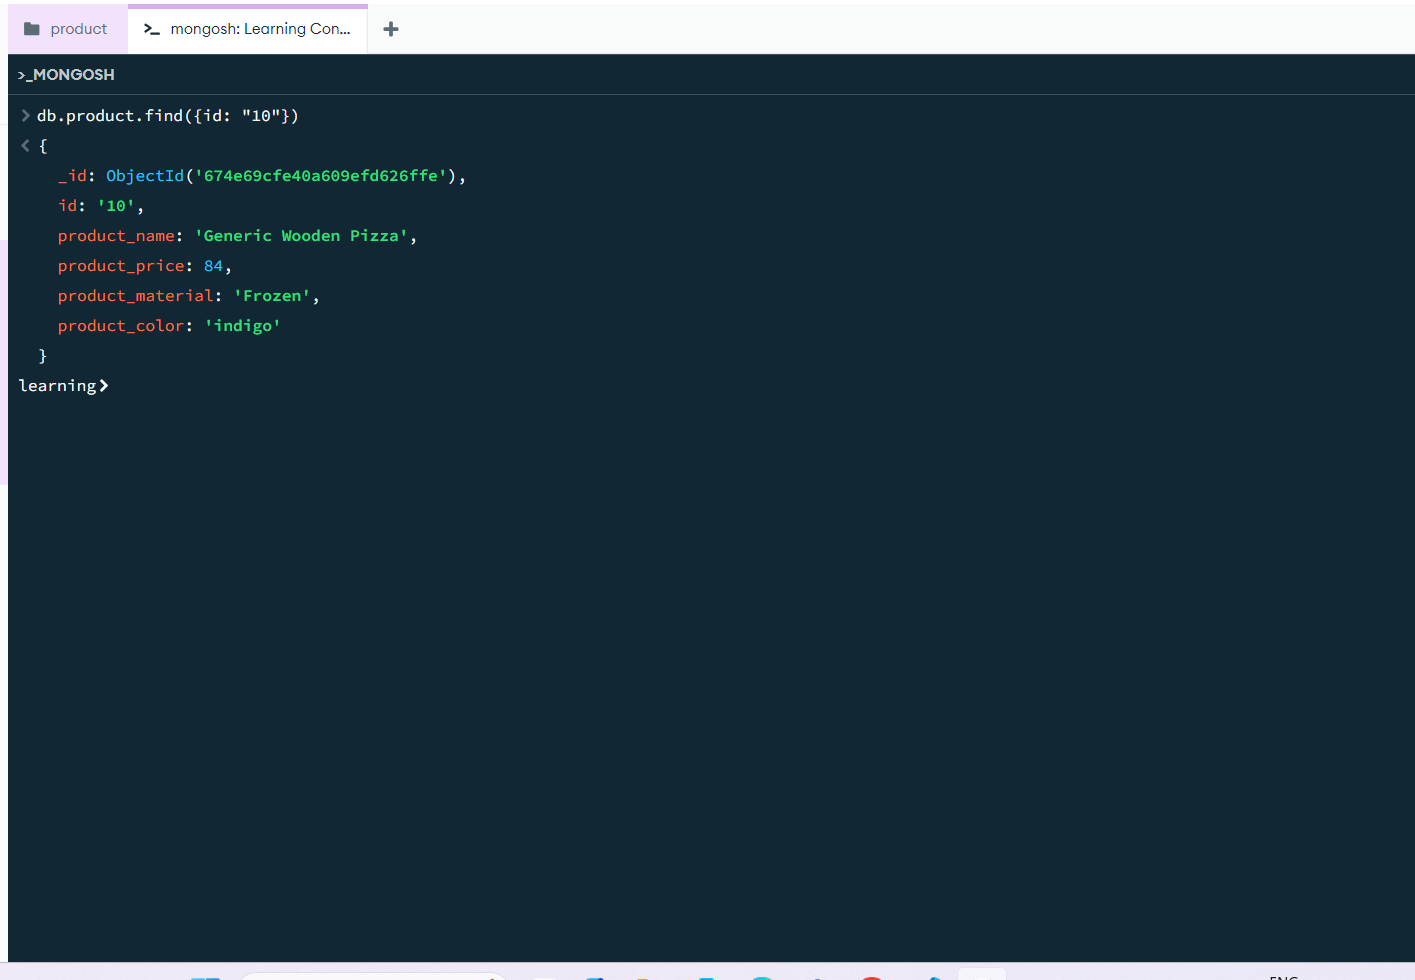 product
mongosh: Learning Con...
>_MONGOSH
db.product.find({id: "10"})
{
_id: ObjectId('674e69cfe40a609efd626ffe'),
id: '10',
product_name: 'Generic Wooden Pizza',
product_price: 84,
product_material: 'Frozen',
product_color: 'indigo'
}
learning>